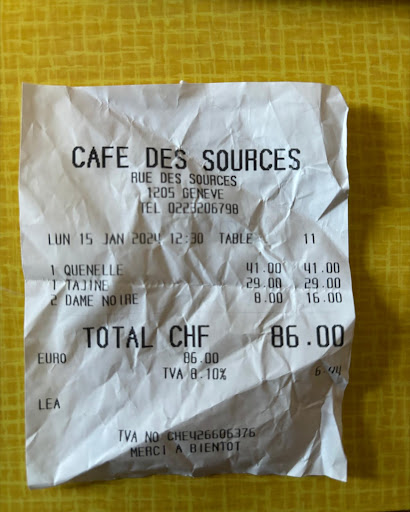 CAFE DES SOURCES
RUE DES SOURCES
1205 GENEVE
TEL 0223206798
LUN 15 JAN 2024 12:30 TABLE 11
1 QUENELLE 41.00 41.00
1 TAJINE 29.00 29.00
2 DAME NOIRE 8.00 16.00
TOTAL CHF 86.00
EURO 86.00
TVA 8.10% 6.44
LEA
TVA NO CHE426606376
MERCI A BIENTOT